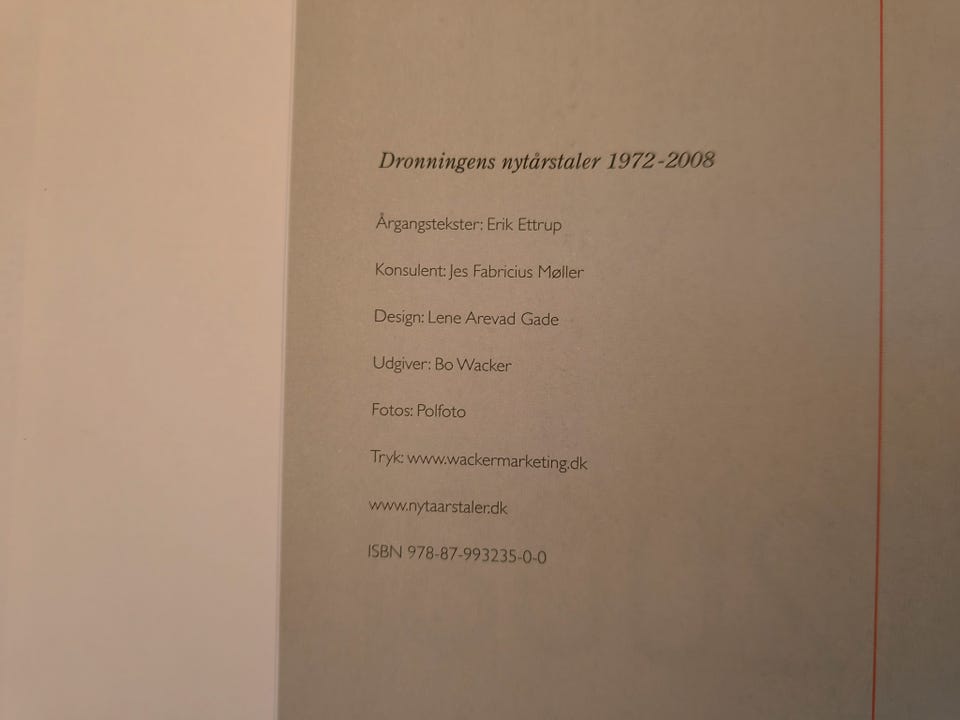 Dronningens nytårstaler 1972-2008
Årgangstekster: Erik Ettrup
Konsulent: Jes Fabricius Møller
Design: Lene Arevad Gade
Udgiver: Bo Wacker
Fotos: Polfoto
Tryk: www.wackermarketing.dk
www.nytaarstaler.dk
ISBN 978-87-993235-0-0